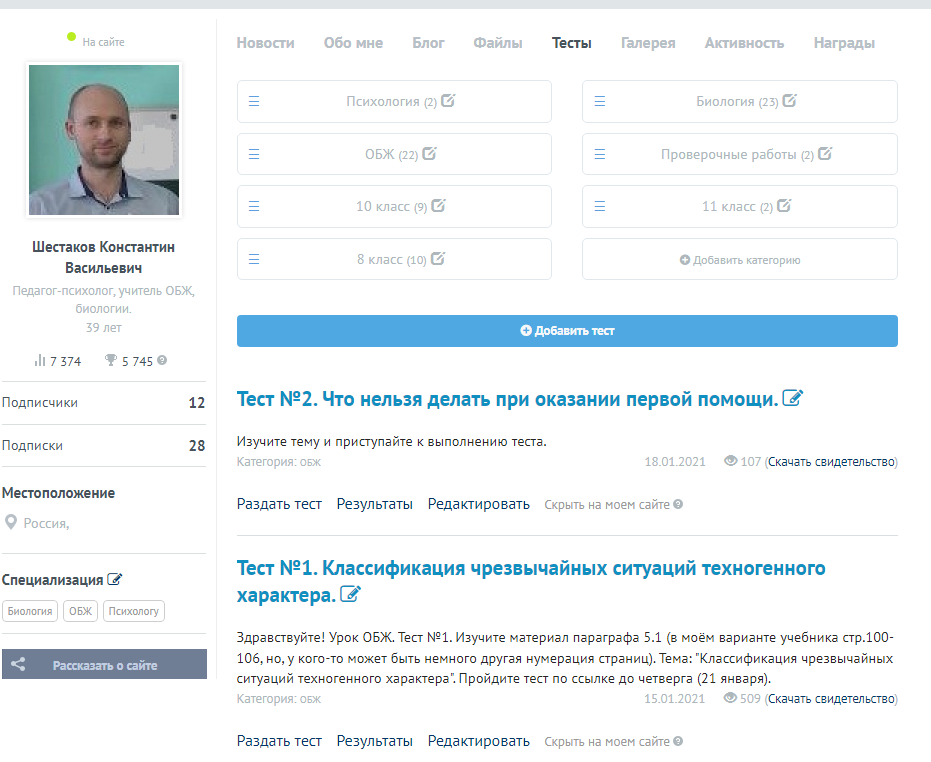 На сайте
Шестаков Константин
Васильевич
Педагог-психолог, учитель ОБЖ,
биологии.
39 лет
7 374 5 745
Подписчики 12
Подписки 28
Местоположение
Россия,
Специализация
Биология ОБЖ Психологу
Рассказать о сайте
Новости Обо мне Блог Файлы Тесты Галерея Активность Награды
Психология (2) Биология (23)
ОБЖ (22) Проверочные работы (2)
10 класс (9) 11 класс (2)
8 класс (10) Добавить категорию
Добавить тест
Тест №2. Что нельзя делать при оказании первой помощи.
Изучите тему и приступайте к выполнению теста.
Категория: обж 18.01.2021 107 (Скачать свидетельство)
Раздать тест Результаты Редактировать Скрыть на моем сайте ?
Тест №1. Классификация чрезвычайных ситуаций техногенного
характера.
Здравствуйте! Урок ОБЖ. Тест №1. Изучите материал параграфа 5.1 (в моём варианте учебника стр.100-
106, но, у кого-то может быть немного другая нумерация страниц). Тема: "Классификация чрезвычайных
ситуаций техногенного характера". Пройдите тест по ссылке до четверга (21 января).
Категория: обж 15.01.2021 509 (Скачать свидетельство)
Раздать тест Результаты Редактировать Скрыть на моем сайте ?